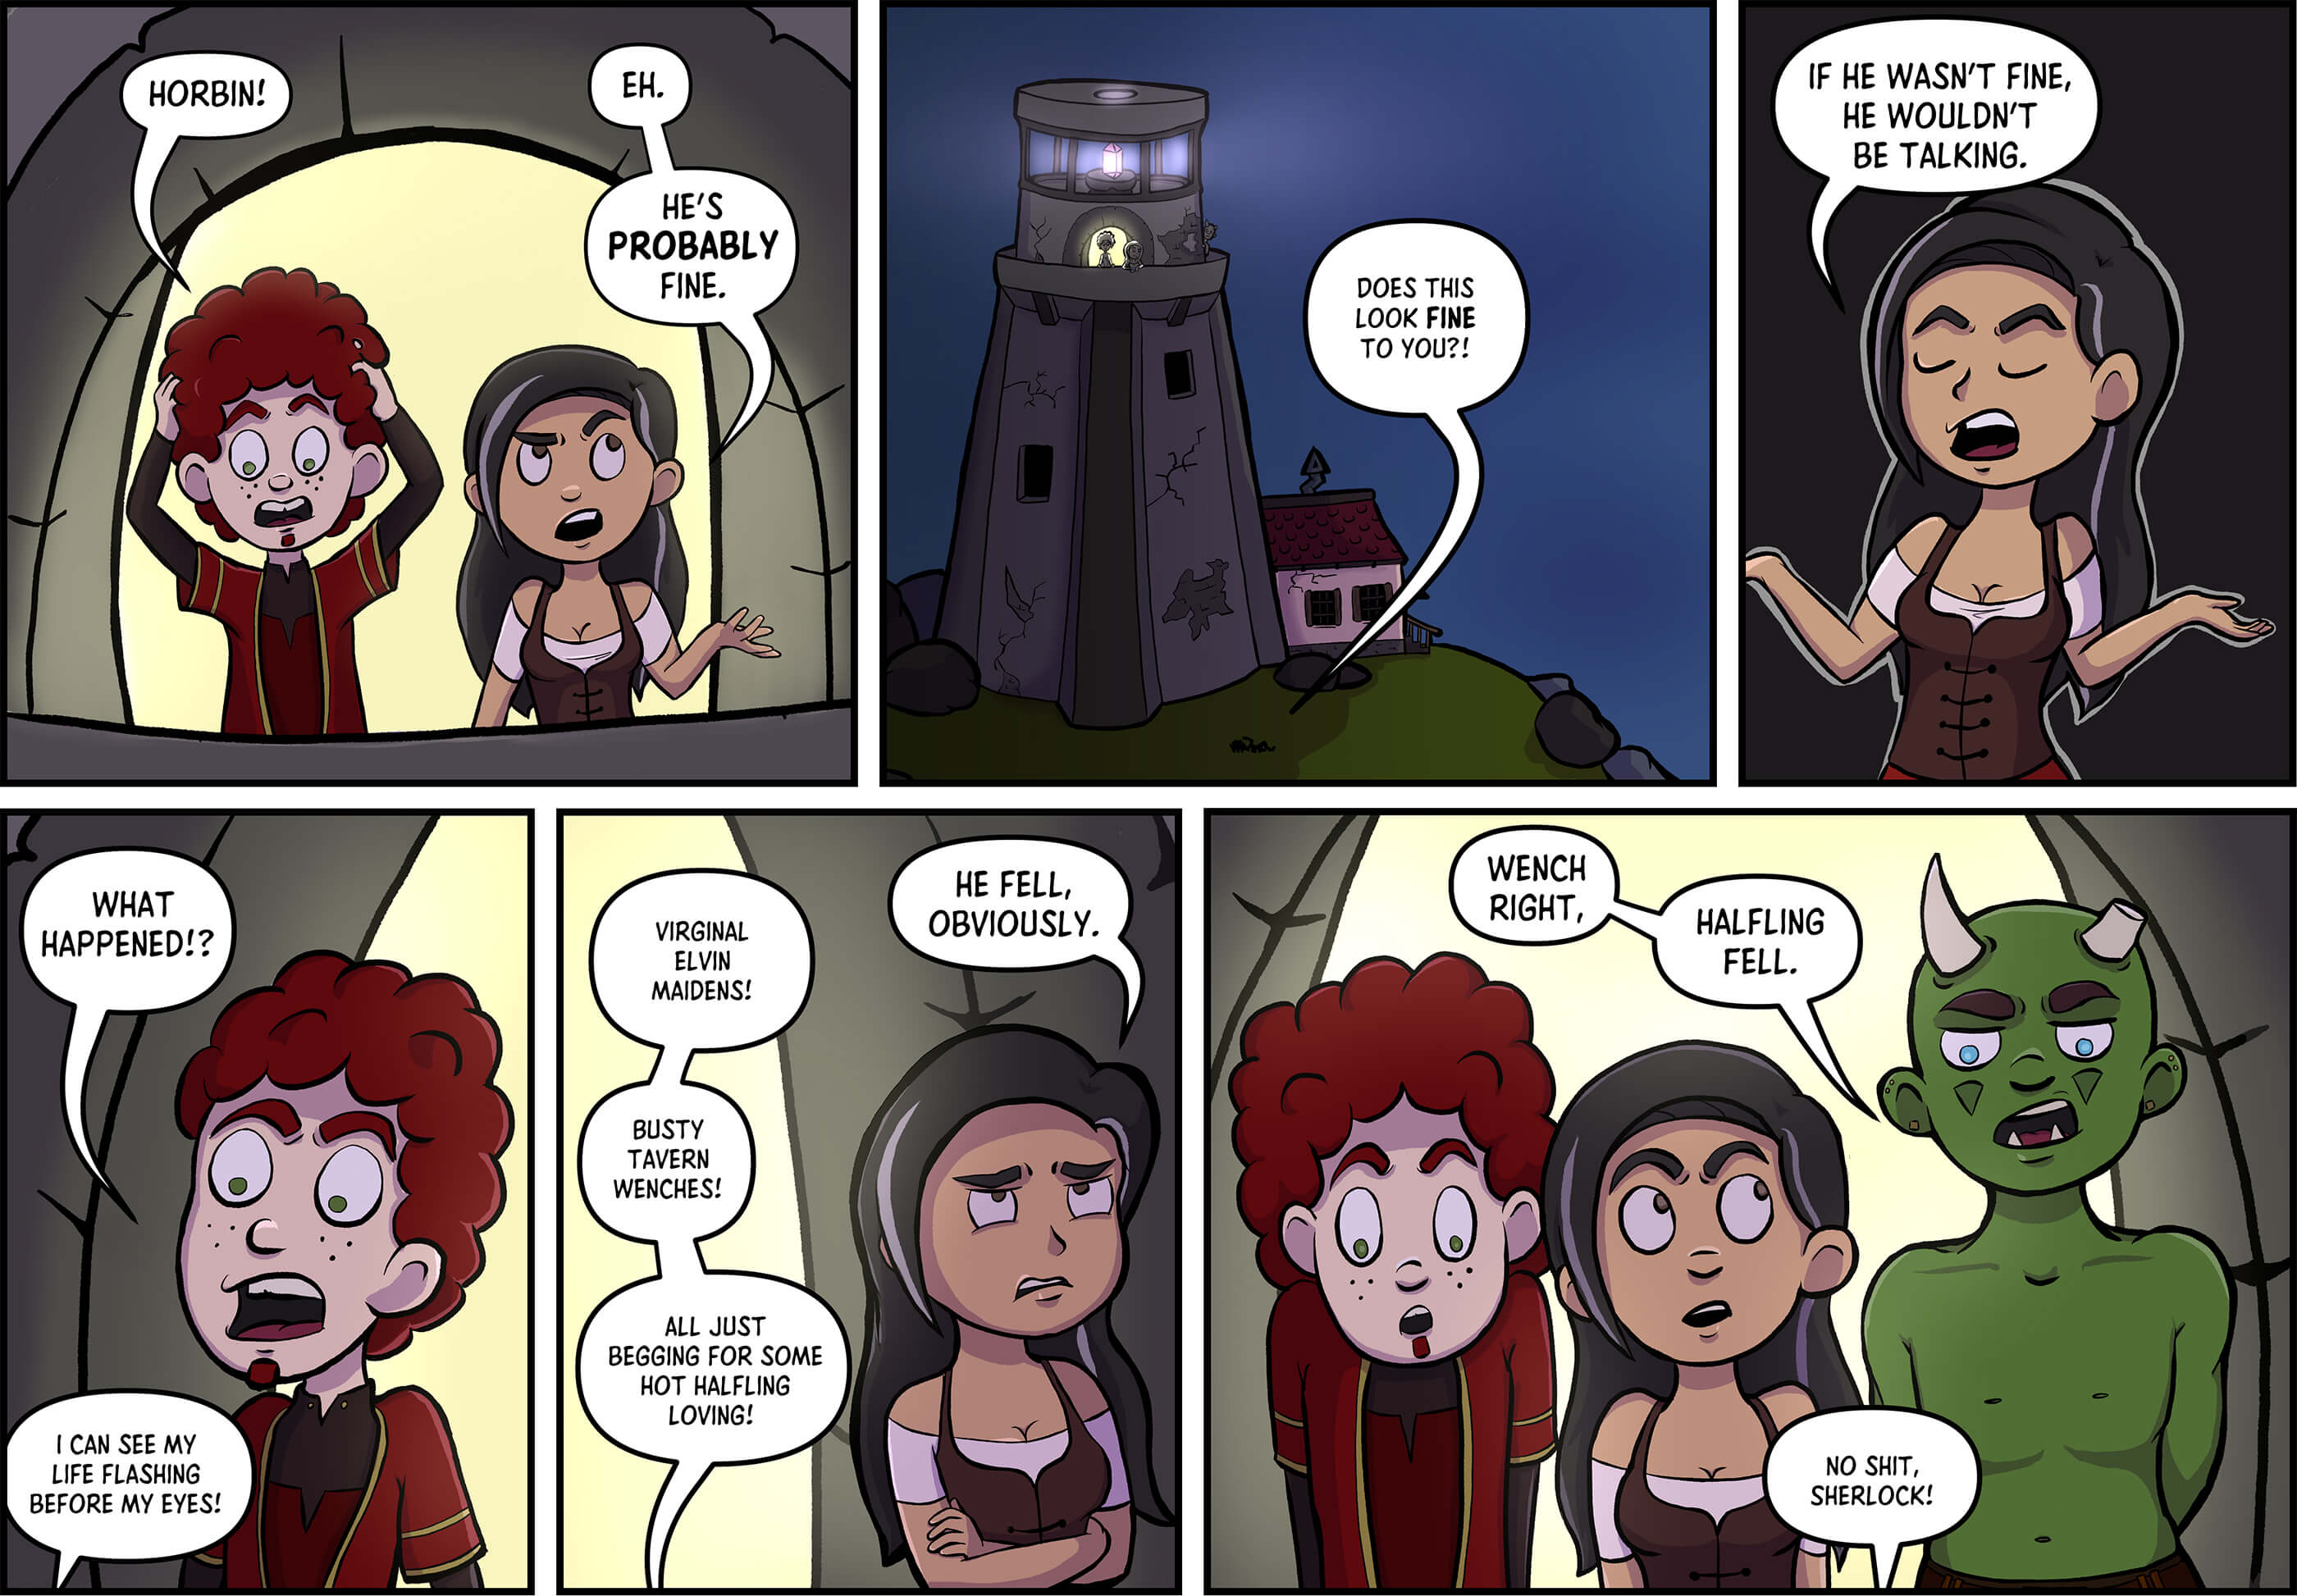 HORBIN!
EH.
HE'S
PROBABLY
FINE.
DOES THIS
LOOK FINE
TO YOU?!
IF HE WASN'T FINE,
HE WOULDN'T
BE TALKING.
WHAT
HAPPENED!?
I CAN SEE MY
LIFE FLASHING
BEFORE MY EYES!
HE FELL,
OBVIOUSLY.
VIRGINAL
ELVIN
MAIDENS!
BUSTY
TAVERN
WENCHES!
ALL JUST
BEGGING FOR SOME
HOT HALFLING
LOVING!
WENCH
RIGHT,
HALFLING
FELL.
NO SHIT,
SHERLOCK!